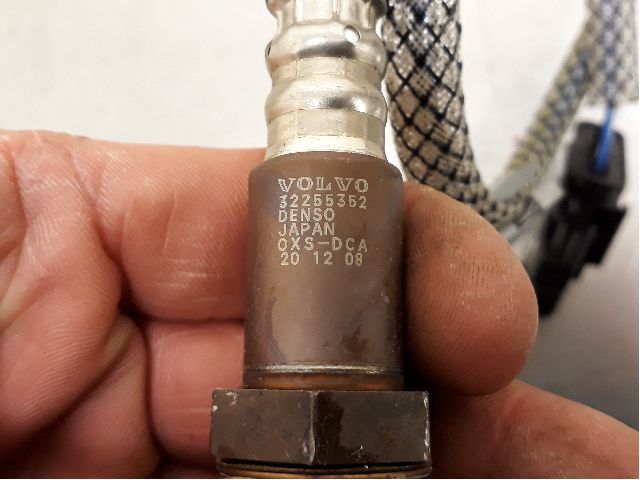 VOLVO
32255352
DENSO
JAPAN
OXS-DCA
20 12 08